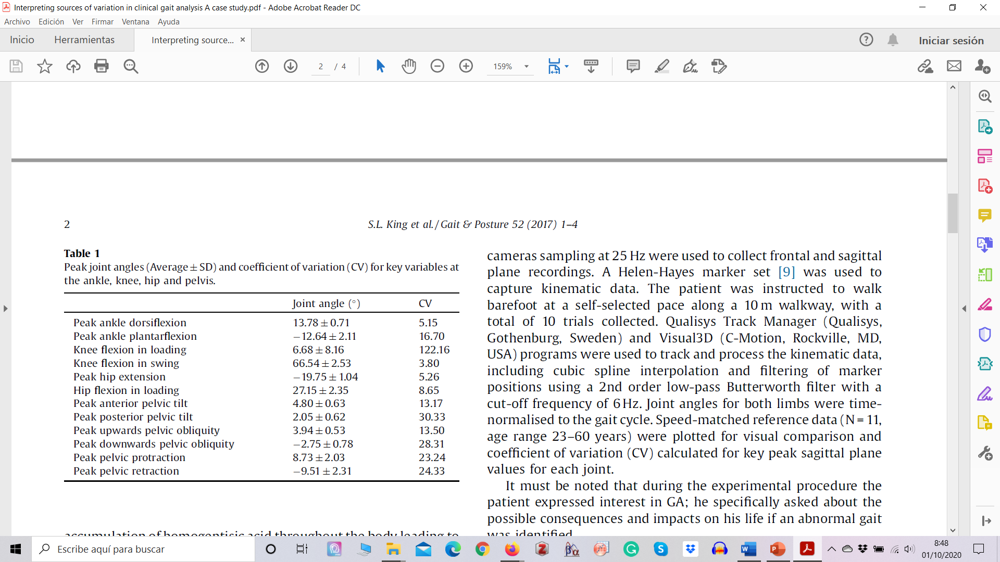 Interpreting sources of variation in clinical gait analysis A case study.pdf - Adobe Acrobat Reader DC
Archivo Edición Ver Firmar Ventana Ayuda
Inicio Herramientas Interpreting source... × Iniciar sesión
2 / 4 159%
2 S.L. King et al. / Gait & Posture 52 (2017) 1–4
Table 1
Peak joint angles (Average ± SD) and coefficient of variation (CV) for key variables at
the ankle, knee, hip and pelvis.
Joint angle (°) CV
Peak ankle dorsiflexion 13.78 ± 0.71 5.15
Peak ankle plantarflexion −12.64 ± 2.11 16.70
Knee flexion in loading 6.68 ± 8.16 122.16
Knee flexion in swing 66.54 ± 2.53 3.80
Peak hip extension −19.75 ± 1.04 5.26
Hip flexion in loading 27.15 ± 2.35 8.65
Peak anterior pelvic tilt 4.80 ± 0.63 13.17
Peak posterior pelvic tilt 2.05 ± 0.62 30.33
Peak upwards pelvic obliquity 3.94 ± 0.53 13.50
Peak downwards pelvic obliquity −2.75 ± 0.78 28.31
Peak pelvic protraction 8.73 ± 2.03 23.24
Peak pelvic retraction −9.51 ± 2.31 24.33
accumulation of homogentisic acid throughout the body leading to
cameras sampling at 25 Hz were used to collect frontal and sagittal
plane recordings. A Helen-Hayes marker set [9] was used to
capture kinematic data. The patient was instructed to walk
barefoot at a self-selected pace along a 10 m walkway, with a
total of 10 trials collected. Qualisys Track Manager (Qualisys,
Gothenburg, Sweden) and Visual3D (C-Motion, Rockville, MD,
USA) programs were used to track and process the kinematic data,
including cubic spline interpolation and filtering of marker
positions using a 2nd order low-pass Butterworth filter with a
cut-off frequency of 6 Hz. Joint angles for both limbs were time-
normalised to the gait cycle. Speed-matched reference data (N = 11,
age range 23–60 years) were plotted for visual comparison and
coefficient of variation (CV) calculated for key peak sagittal plane
values for each joint.
It must be noted that during the experimental procedure the
patient expressed interest in GA; he specifically asked about the
possible consequences and impacts on his life if an abnormal gait
was identified.
Escribe aquí para buscar
8:48
01/10/2020